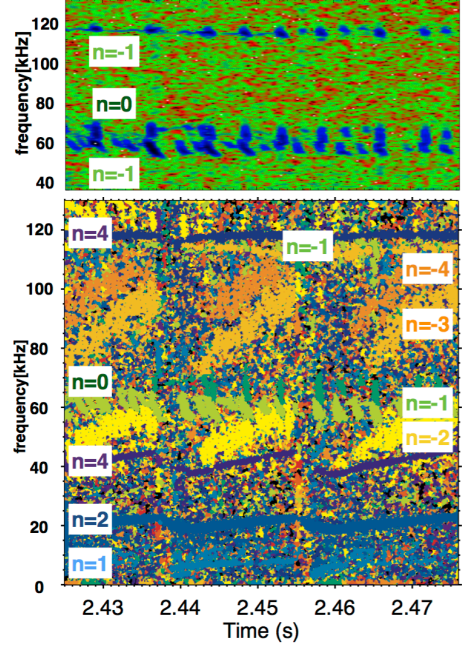 frequency[kHz]
120
100
80
60
40
n=-1
n=0
n=-1
frequency[kHz]
120
100
80
60
40
20
0
n=4
n=-1
n=-4
n=-3
n=0
n=-1
n=-2
n=4
n=2
n=1
2.43 2.44 2.45 2.46 2.47
Time (s)